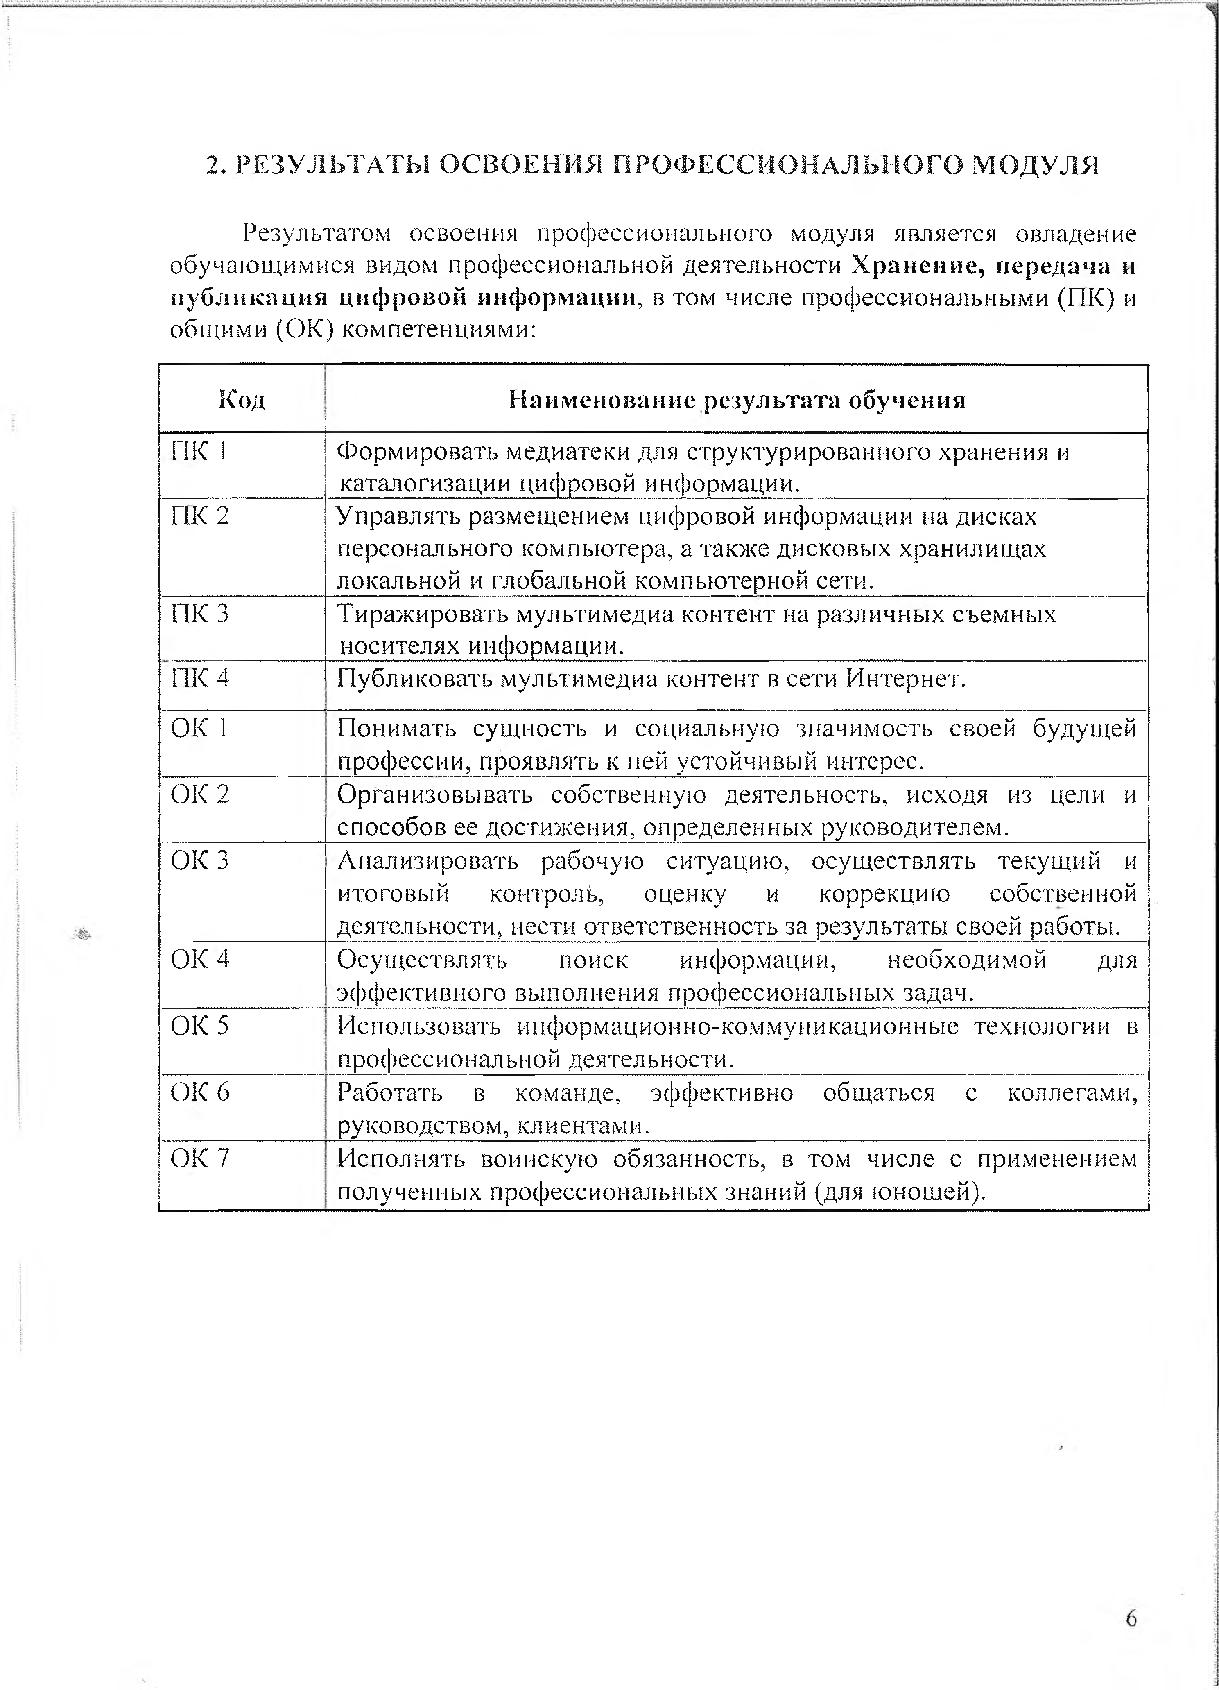 2. РЕЗУЛЬТАТЫ ОСВОЕНИЯ ПРОФЕССИОНАЛЬНОГО МОДУЛЯ
Результатом освоения профессионального модуля является овладение
обучающимися видом профессиональной деятельности Хранение, передача и
публикация цифровой информации, в том числе профессиональными (ПК) и
общими (ОК) компетенциями:
Код Наименование результата обучения
ПК 1 Формировать медиатеки для структурированного хранения и
каталогизации цифровой информации.
ПК 2 Управлять размещением цифровой информации на дисках
персонального компьютера, а также дисковых хранилищах
локальной и глобальной компьютерной сети.
ПК 3 Тиражировать мультимедиа контент на различных съемных
носителях информации.
ПК 4 Публиковать мультимедиа контент в сети Интернет.
ОК 1 Понимать сущность и социальную значимость своей будущей
профессии, проявлять к ней устойчивый интерес.
ОК 2 Организовывать собственную деятельность, исходя из цели и
способов ее достижения, определенных руководителем.
ОК 3 Анализировать рабочую ситуацию, осуществлять текущий и
итоговый контроль, оценку и коррекцию собственной
деятельности, нести ответственность за результаты своей работы.
ОК 4 Осуществлять поиск информации, необходимой для
эффективного выполнения профессиональных задач.
ОК 5 Использовать информационно-коммуникационные технологии в
профессиональной деятельности.
ОК 6 Работать в команде, эффективно общаться с коллегами,
руководством, клиентами.
ОК 7 Исполнять воинскую обязанность, в том числе с применением
полученных профессиональных знаний (для юношей).
6